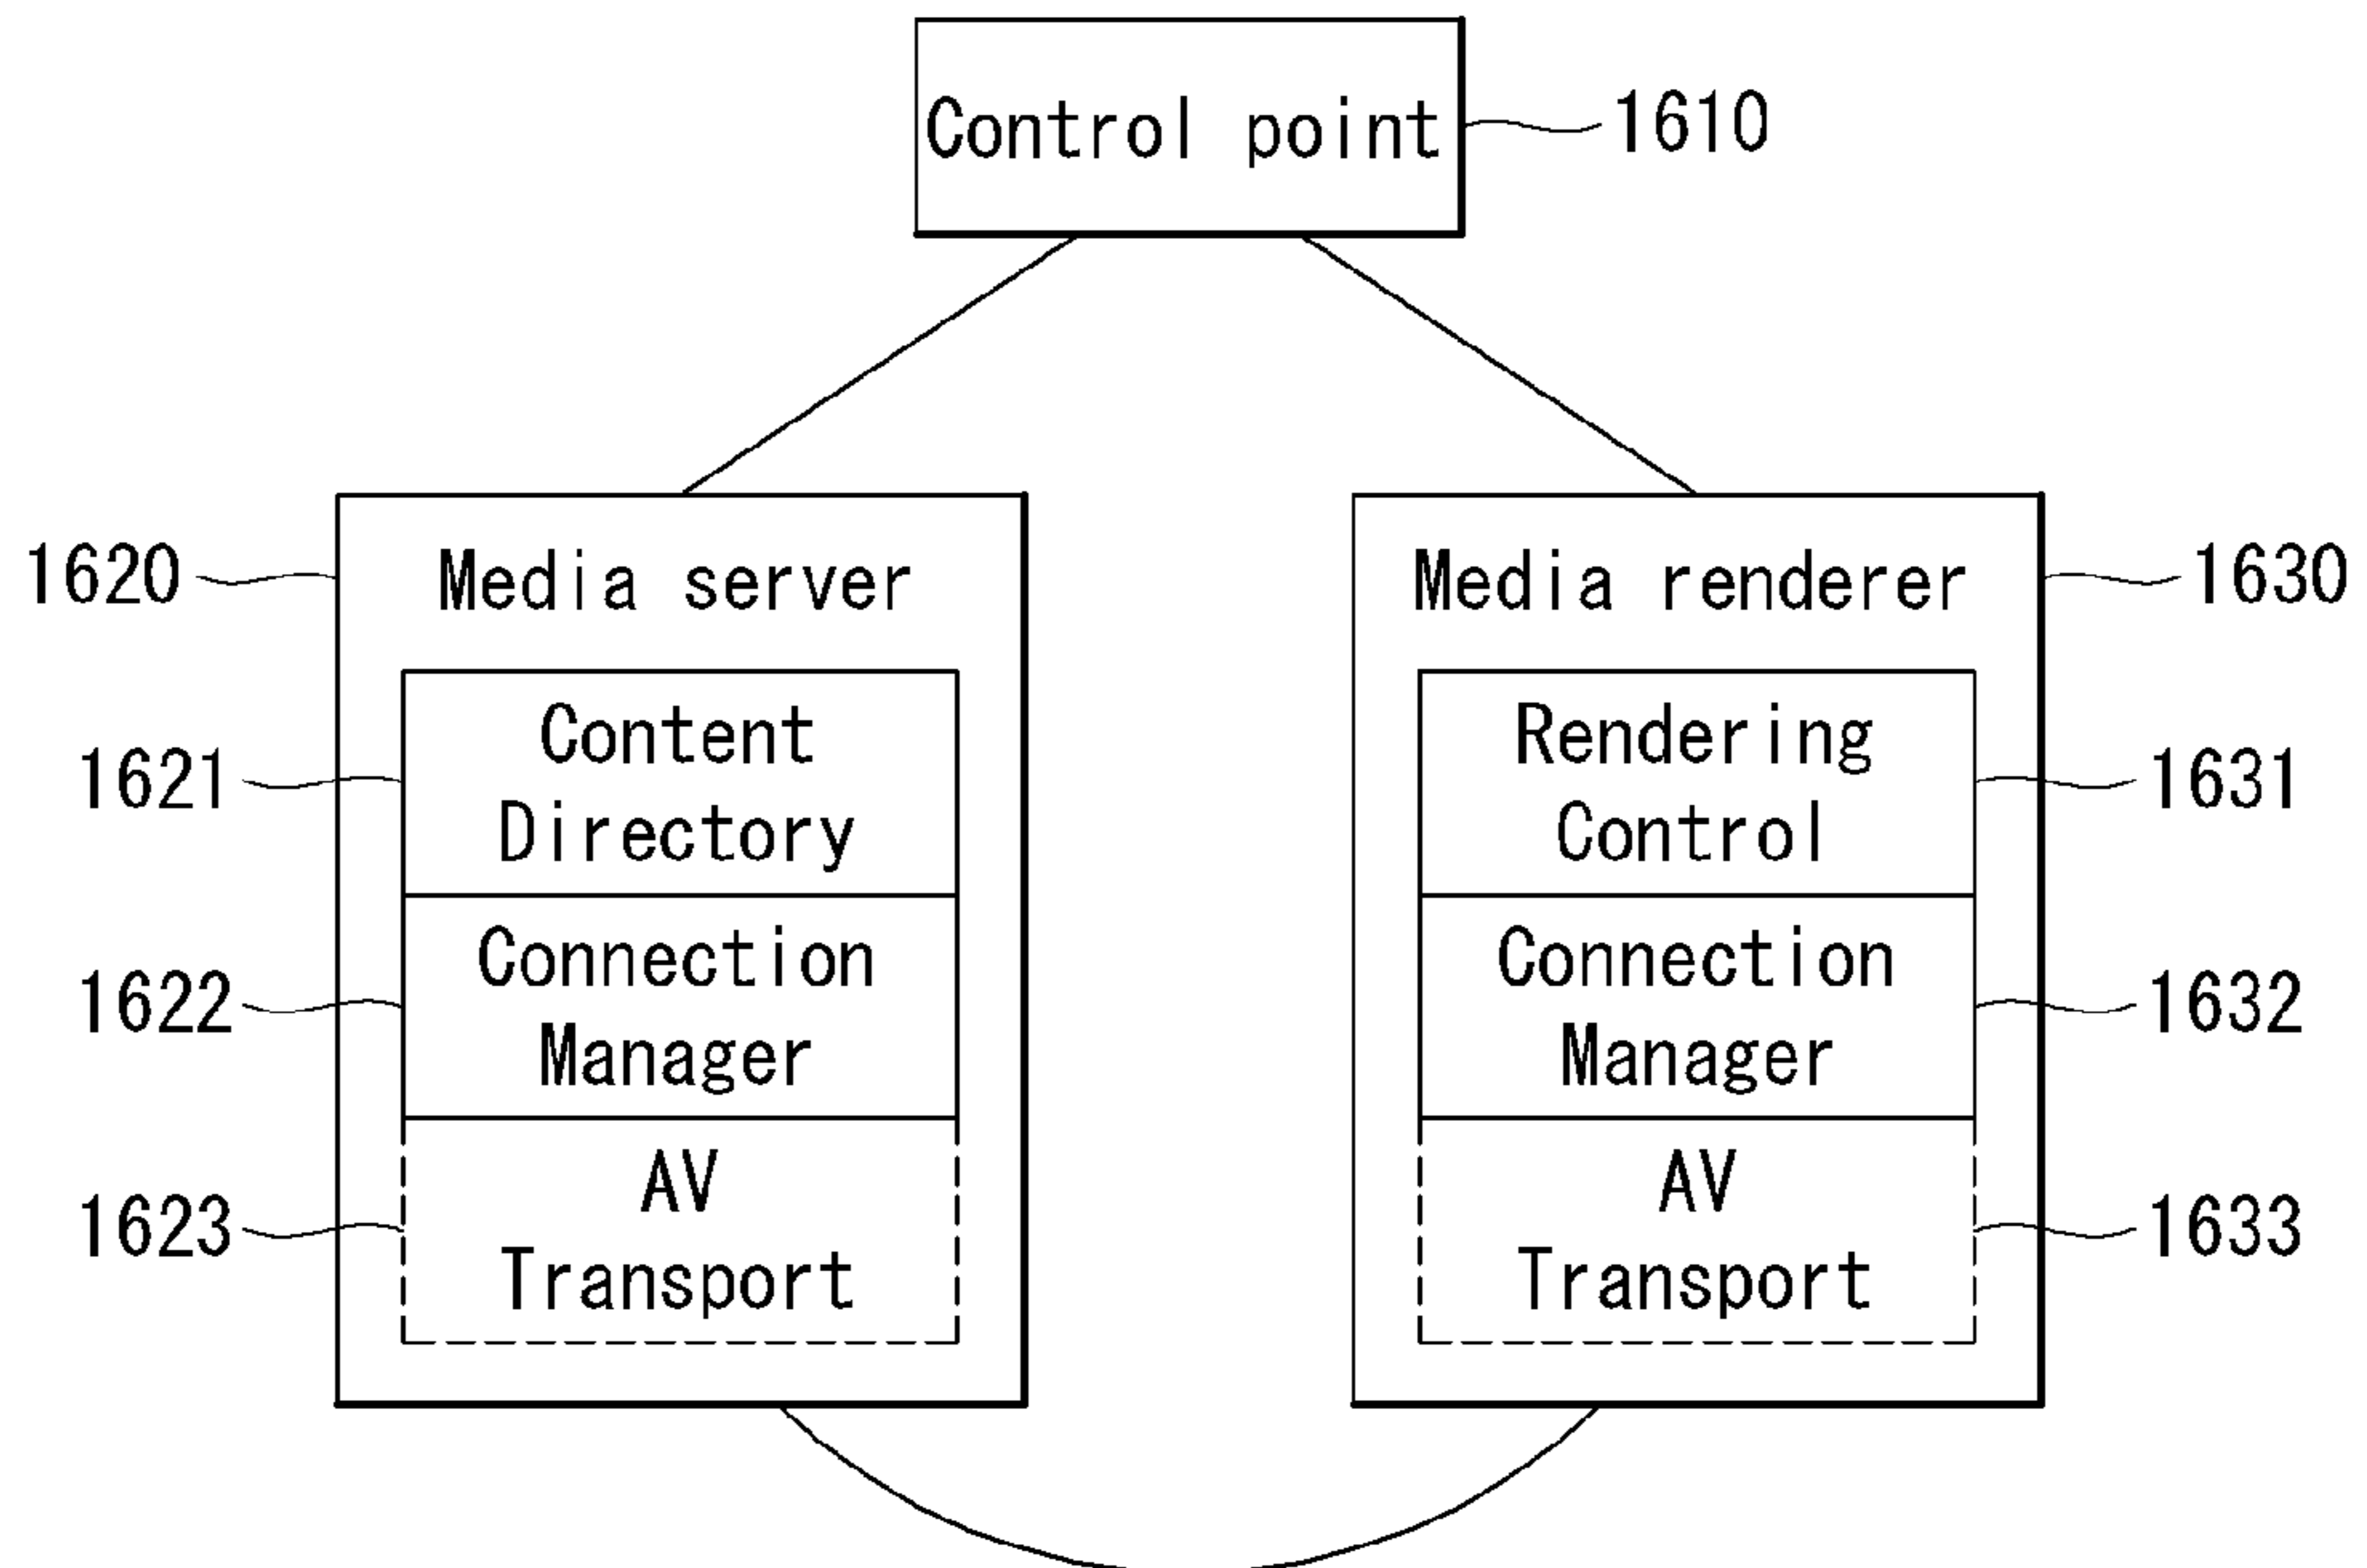 Control point
1610
1620
Media server
Media renderer
1630
Content
Directory
1621
Rendering
Control
1631
Connection
Manager
1622
Connection
Manager
1632
AV
Transport
1623
AV
Transport
1633